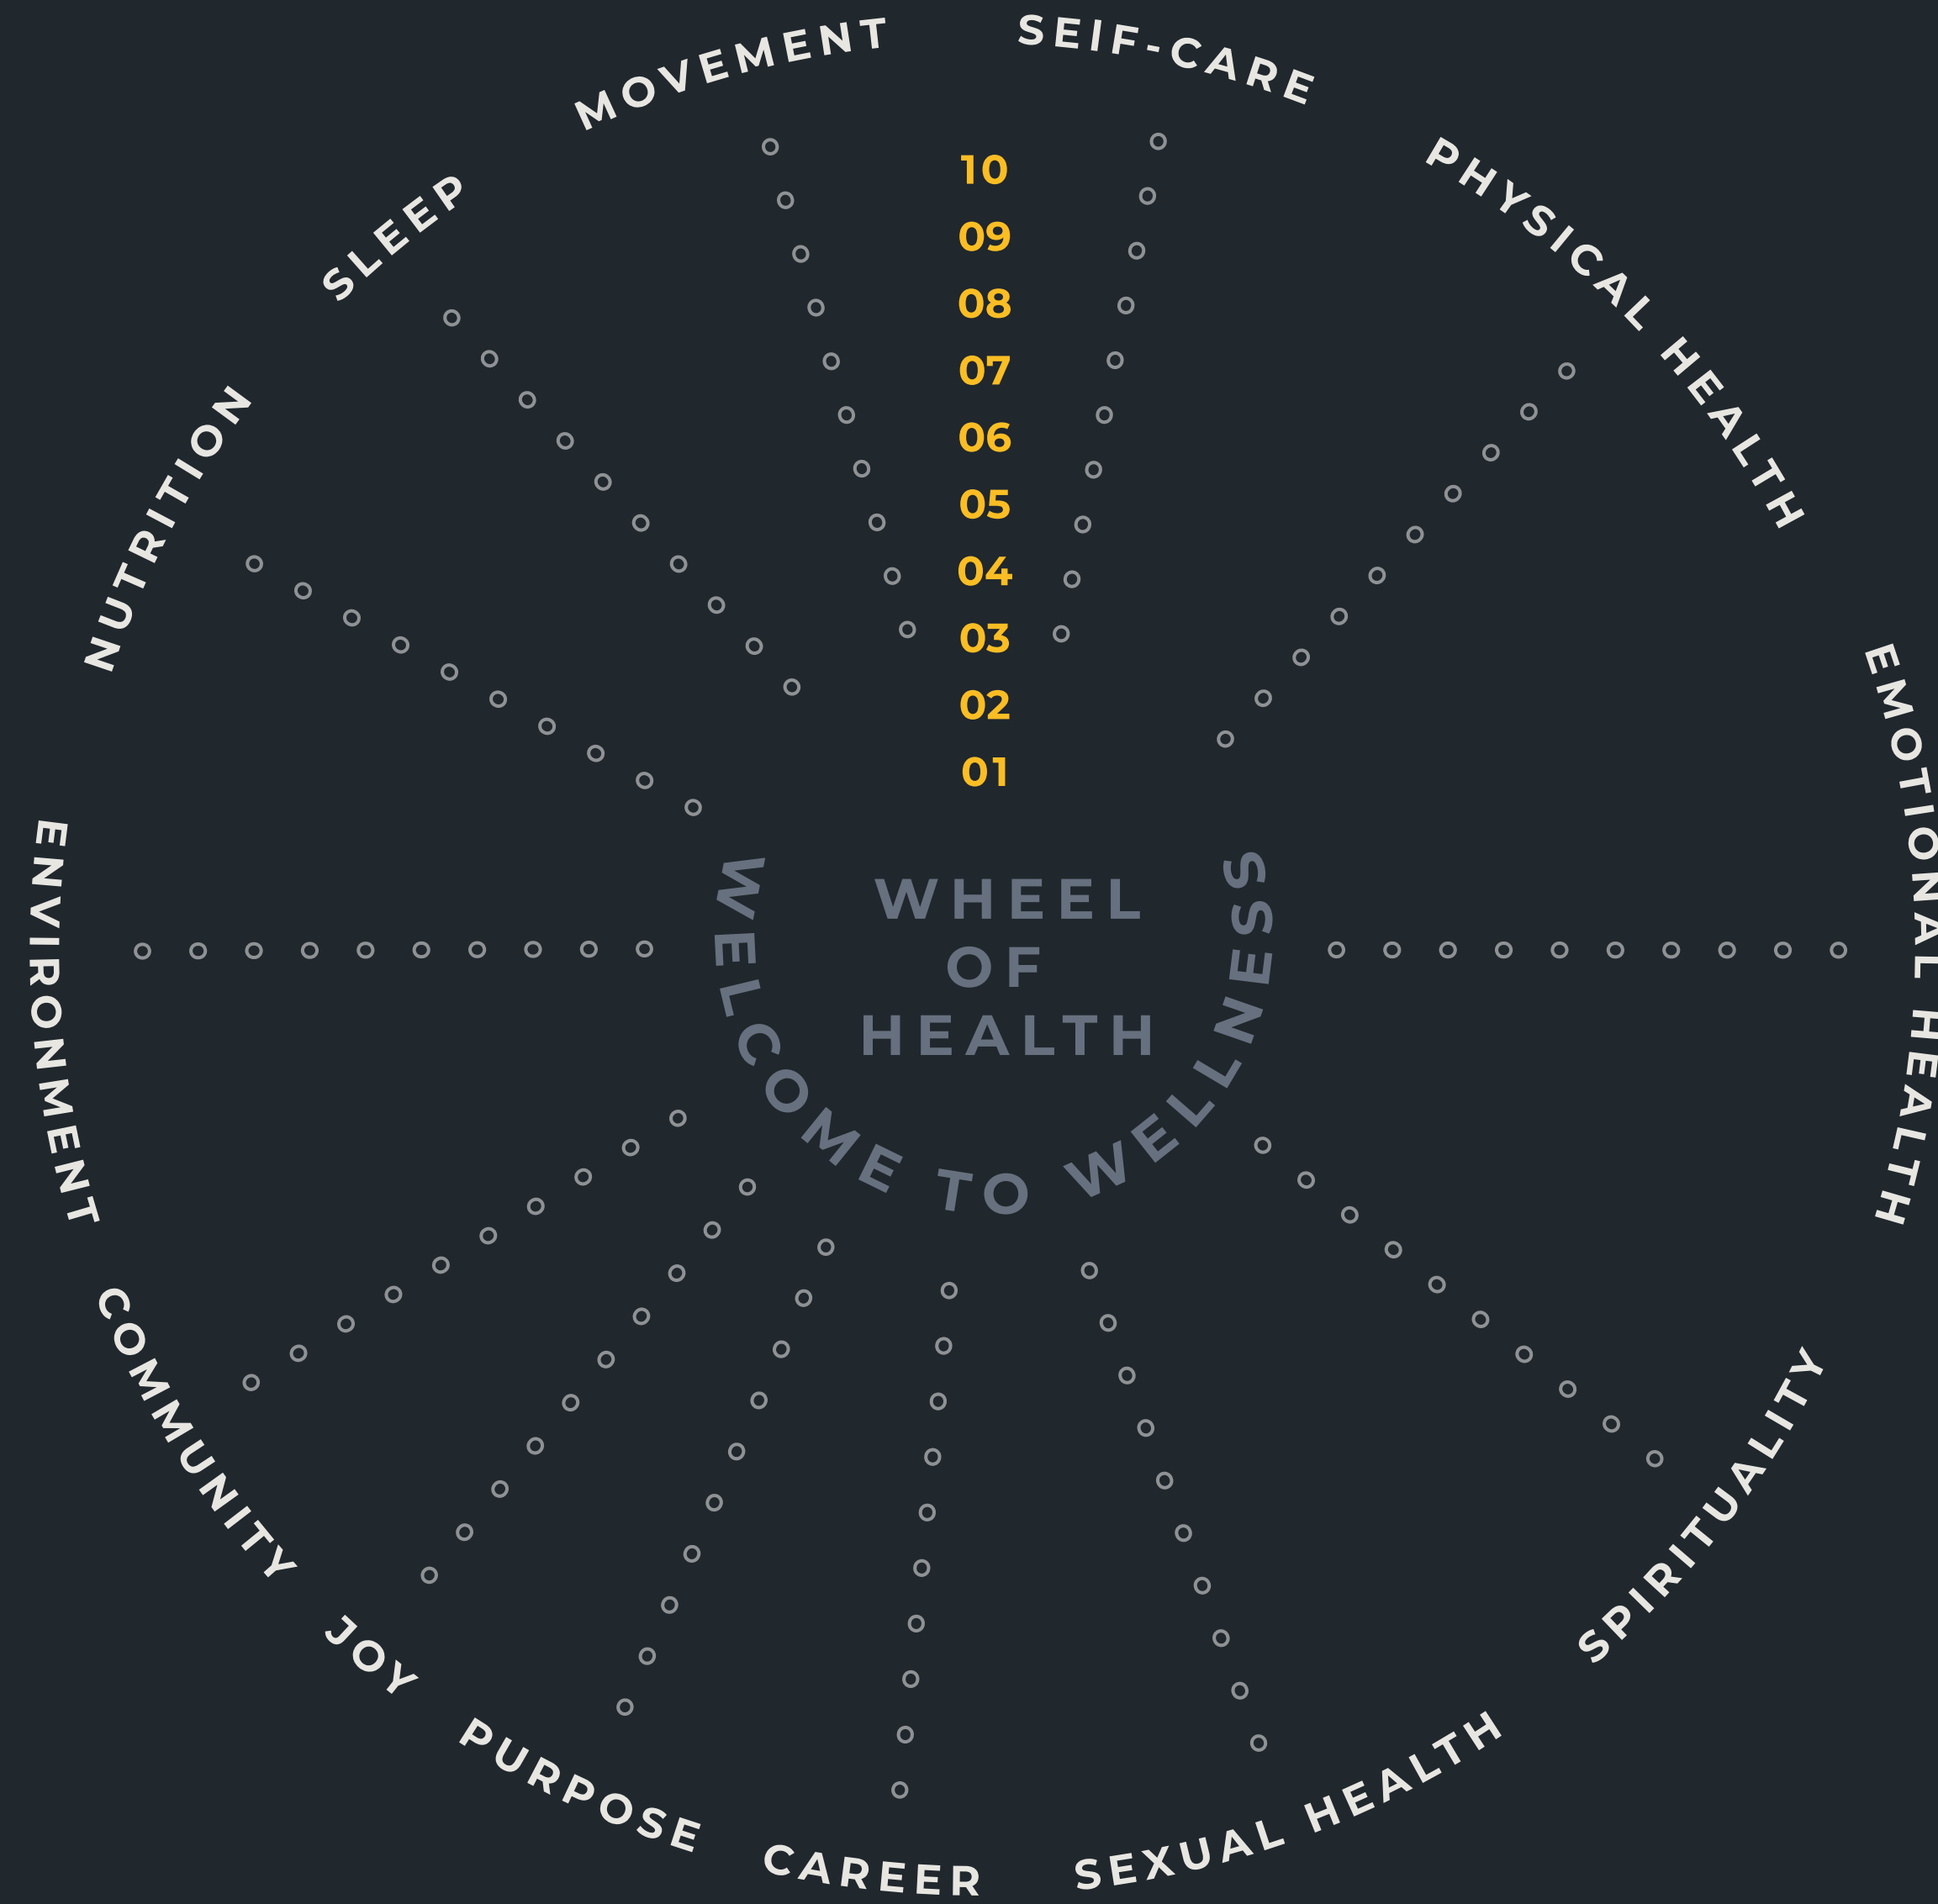 MOVEMENT
SEIF-CARE
PHYSICAL HEALTH
EMOTIONAL HEALTH
SPIRITUALITY
SEXUAL HEALTH
CAREER
PURPOSE
JOY
COMMUNITY
ENVIRONMENT
NUTRITION
SLEEP
10
09
08
07
06
05
04
03
02
01
WHEEL
OF
HEALTH
WELCOME TO WELLNESS